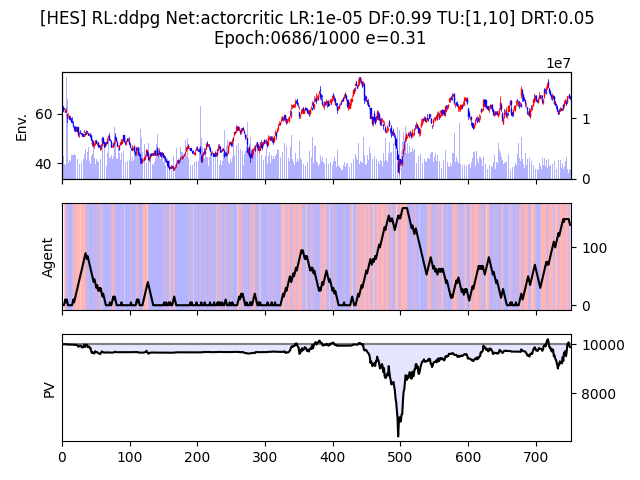 [HES] RL:ddpg Net:actorcritic LR:1e-05 DF:0.99 TU:[1,10] DRT:0.05
Epoch:0686/1000 e=0.31
1e7
Env.
60
40
1
0
Agent
100
0
PV
10000
8000
0 100 200 300 400 500 600 700